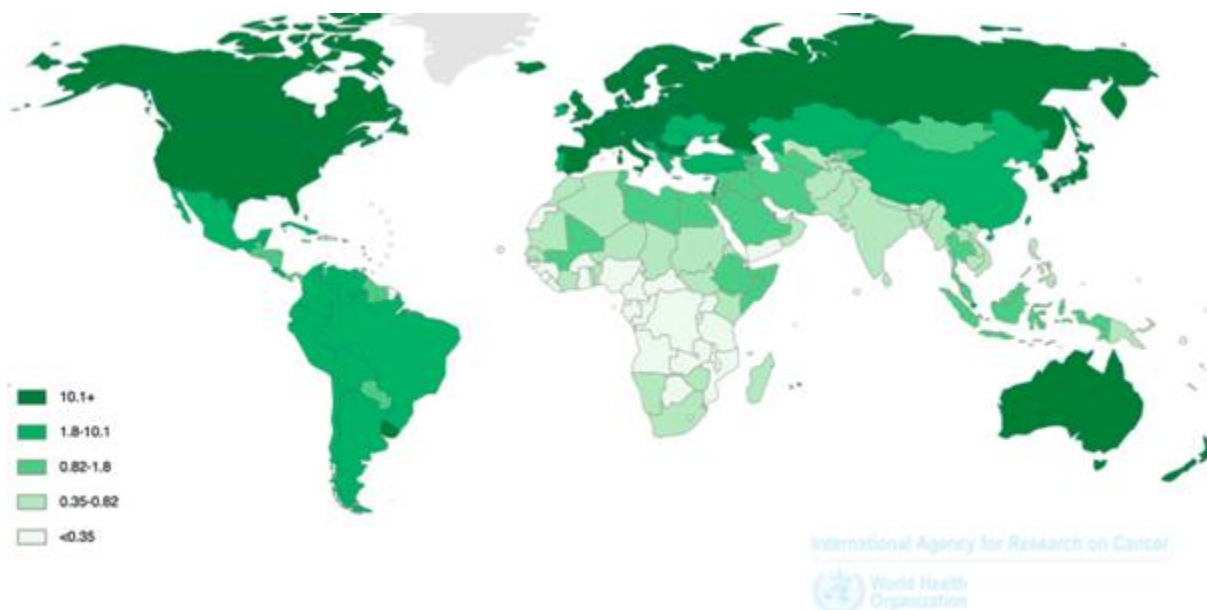 10.1+
1.8-10.1
0.82-1.8
0.35-0.82
<0.35
International Agency for Research on Cancer
World Health
Organization